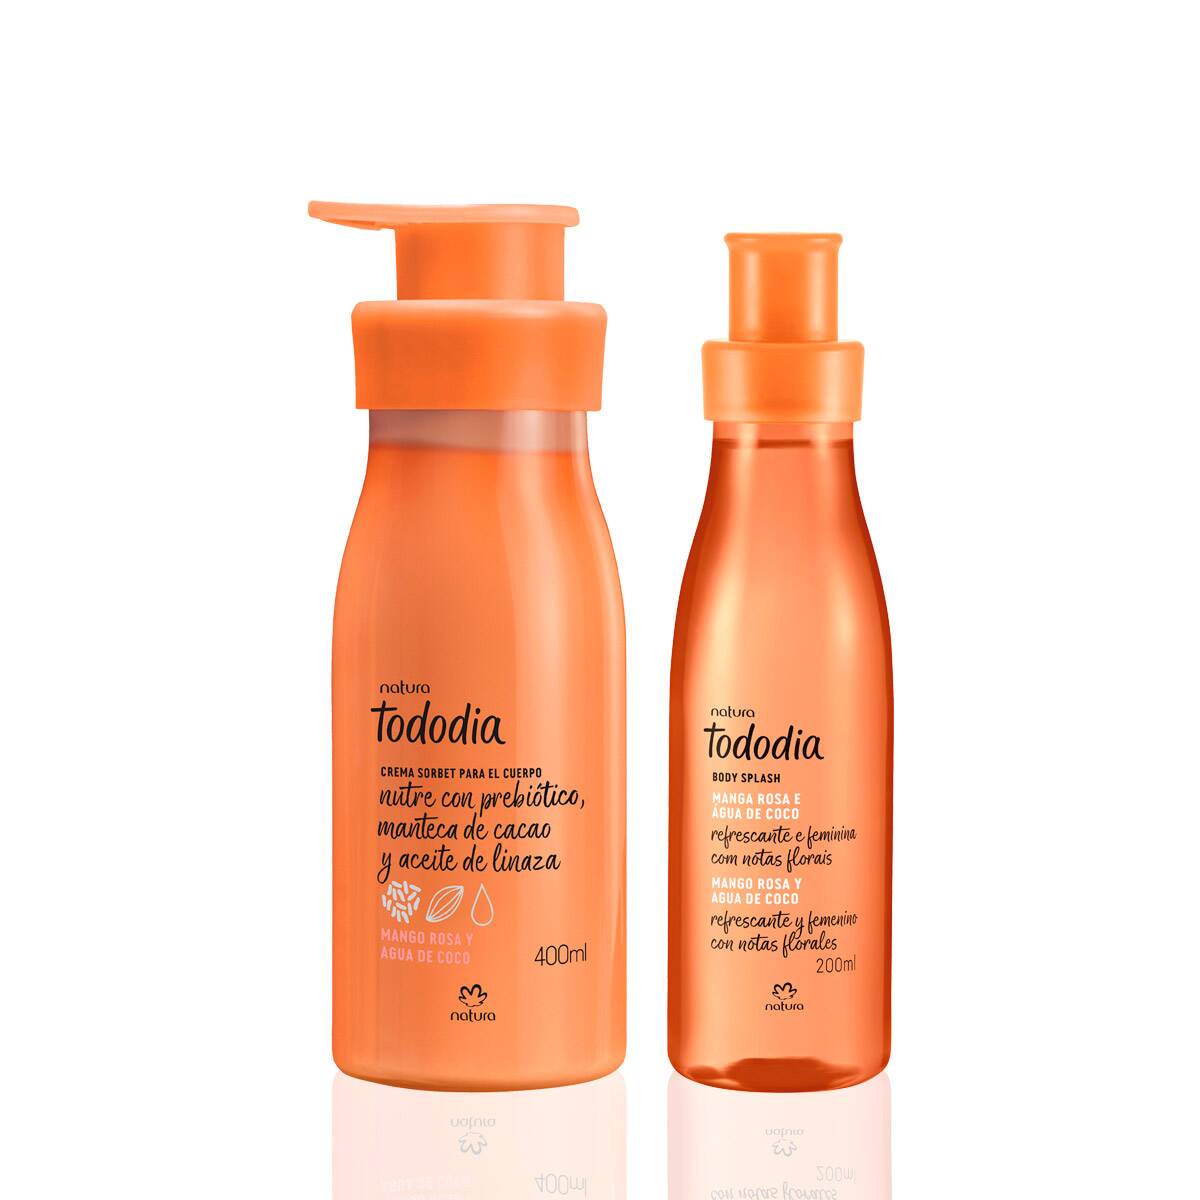 natura
tododia
CREMA SORBET PARA EL CUERPO
nutre con prebiótico,
manteca de cacao
y aceite de linaza
MANGO ROSA Y
AGUA DE COCO
400ml
natura
natura
tododia
BODY SPLASH
MANGA ROSA E
ÁGUA DE COCO
refrescante e feminina
com notas florais
MANGO ROSA Y
AGUA DE COCO
refrescante y femenino
con notas florales
200ml
natura